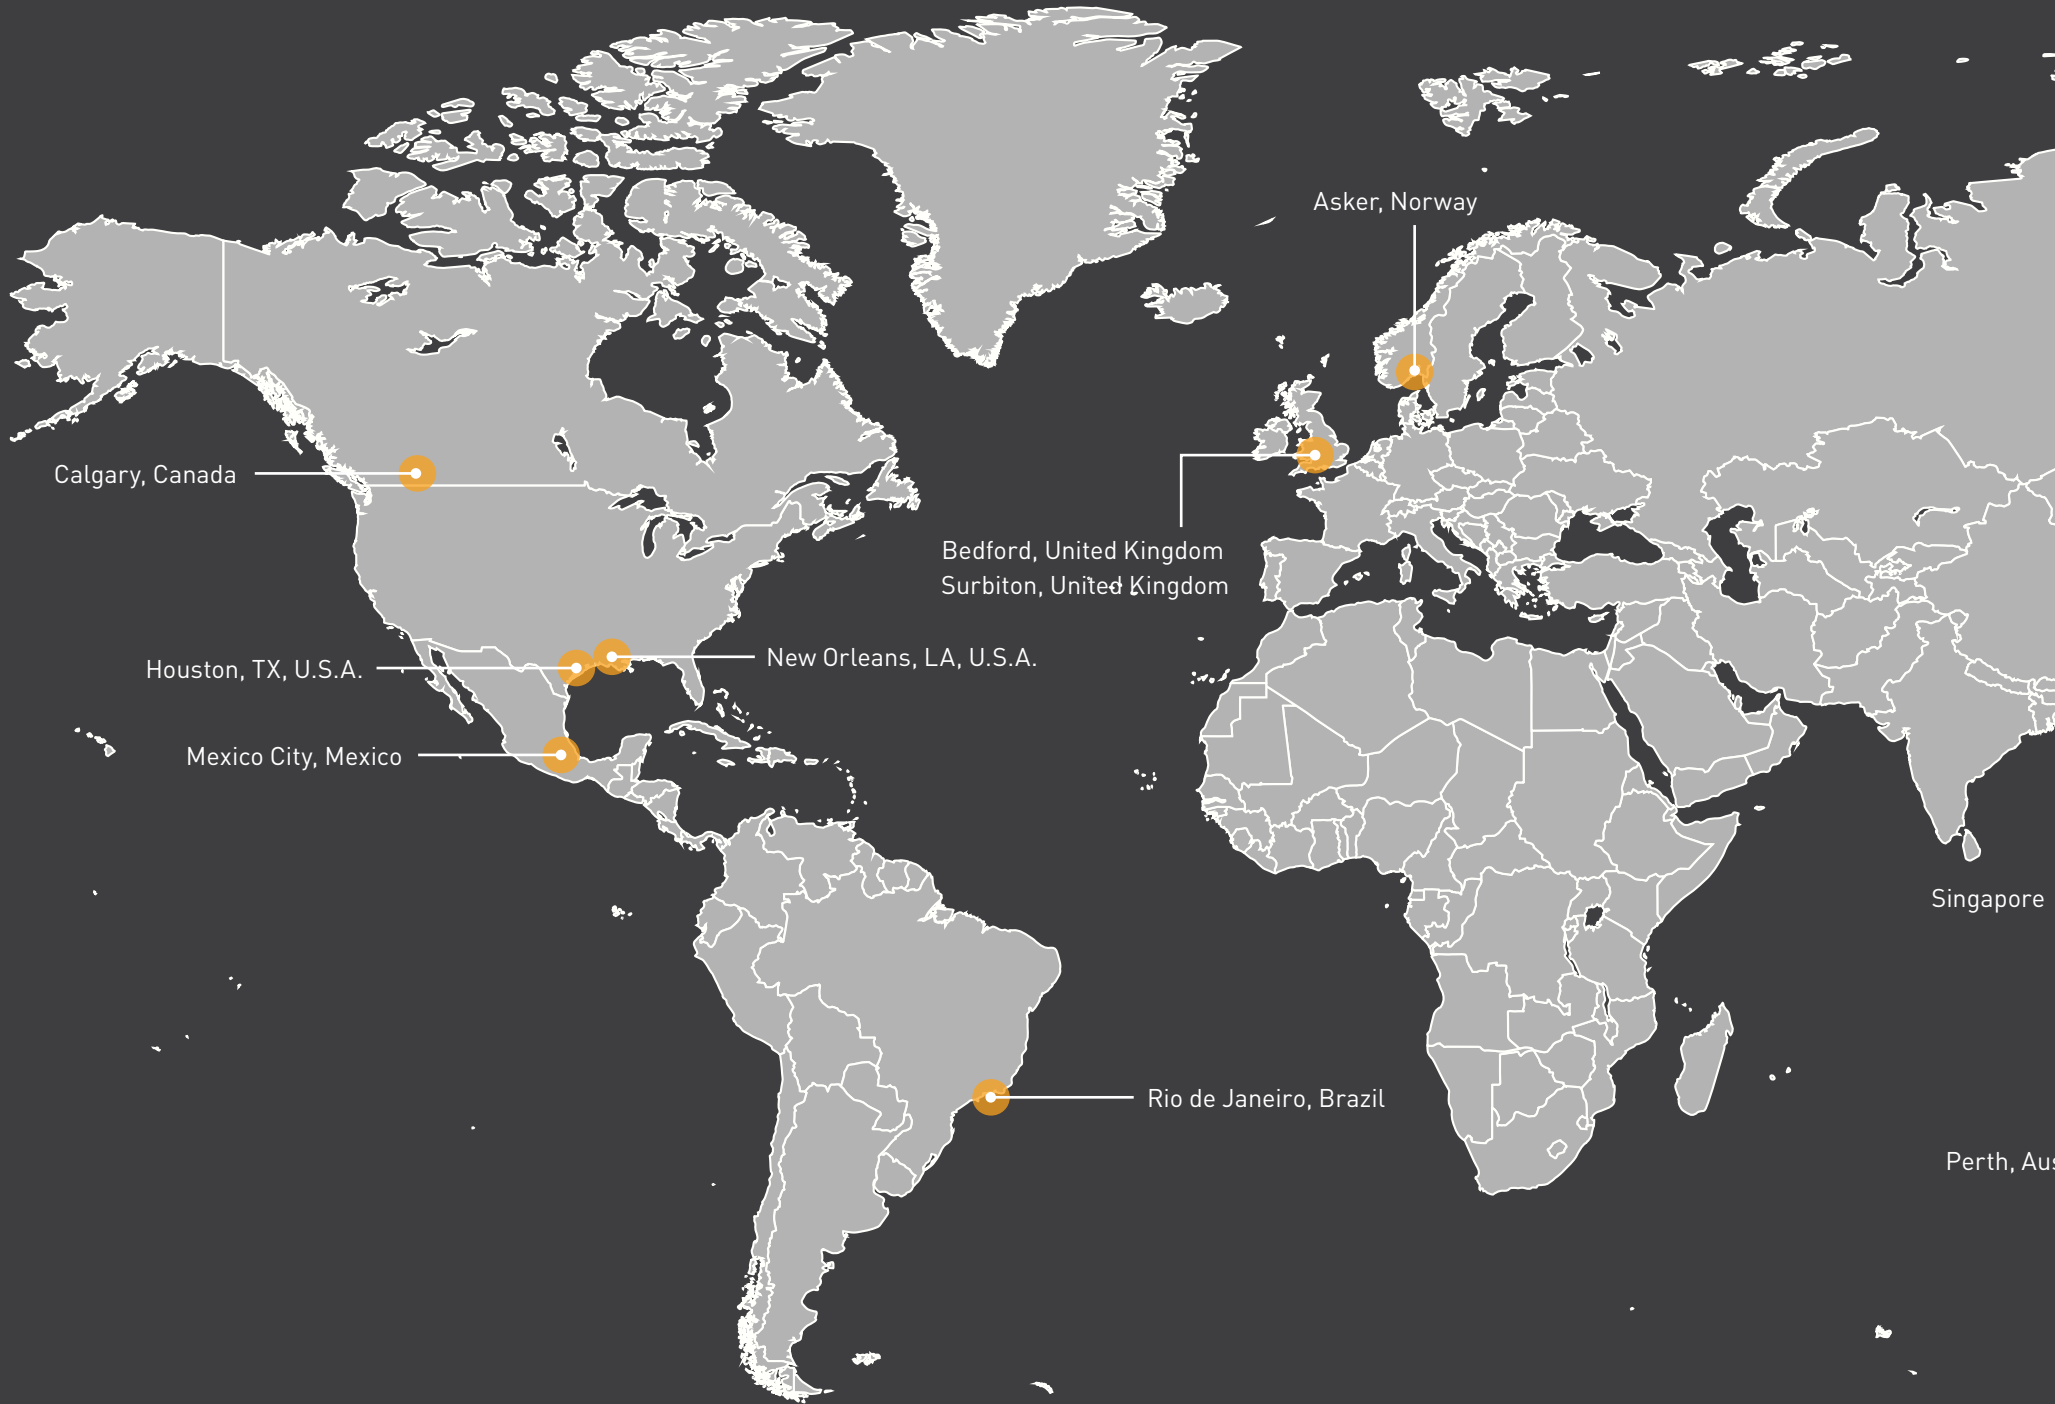 Asker, Norway
Calgary, Canada
Bedford, United Kingdom
Surbiton, United Kingdom
Houston, TX, U.S.A.
New Orleans, LA, U.S.A.
Mexico City, Mexico
Singapore
Rio de Janeiro, Brazil
Perth, Aus